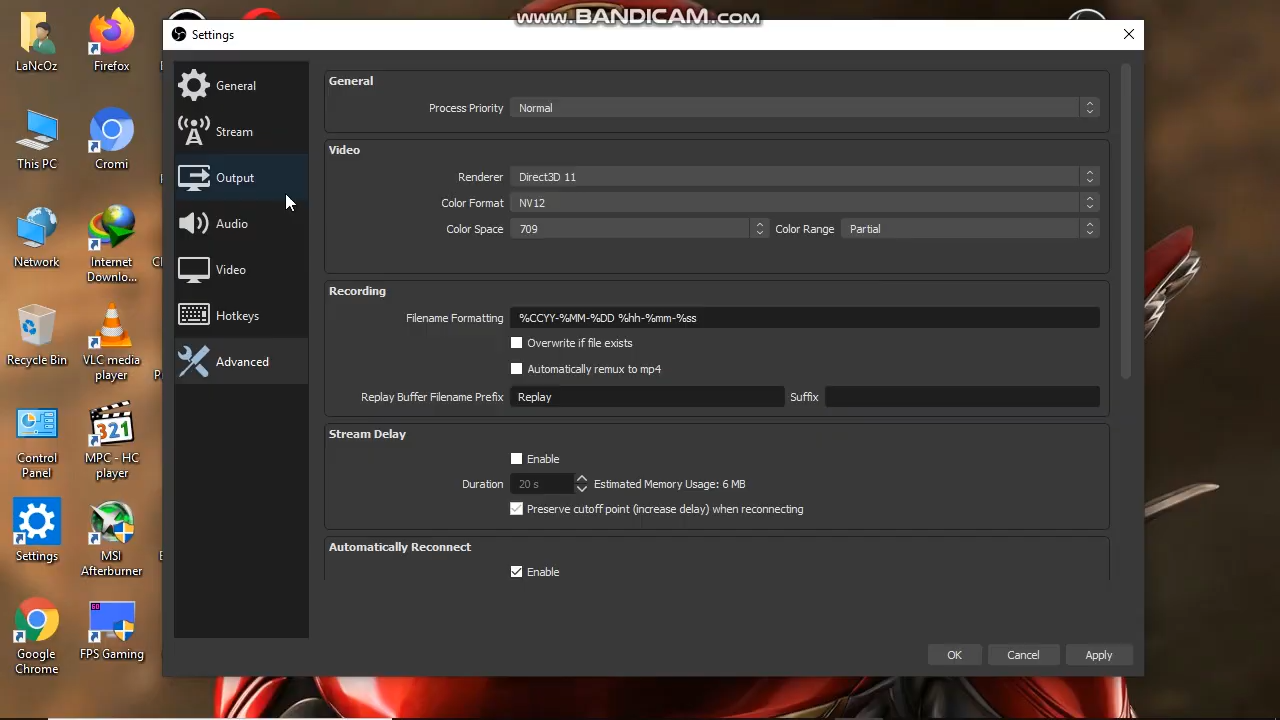 www.BANDICAM.com
LaNcOz
Firefox
This PC
Cromi
Network
Internet
Downlo...
Recycle Bin
VLC media
player
Control
Panel
MPC - HC
player
321
Settings
MSI
Afterburner
Google
Chrome
60
FPS Gaming
Settings
General
Stream
Output
Audio
Video
Hotkeys
Advanced
General
Process Priority Normal
Video
Renderer Direct3D 11
Color Format NV12
Color Space 709 Color Range Partial
Recording
Filename Formatting %CCYY-%MM-%DD %hh-%mm-%ss
Overwrite if file exists
Automatically remux to mp4
Replay Buffer Filename Prefix Replay Suffix
Stream Delay
Enable
Duration 20 s Estimated Memory Usage: 6 MB
Preserve cutoff point (increase delay) when reconnecting
Automatically Reconnect
Enable
OK Cancel Apply